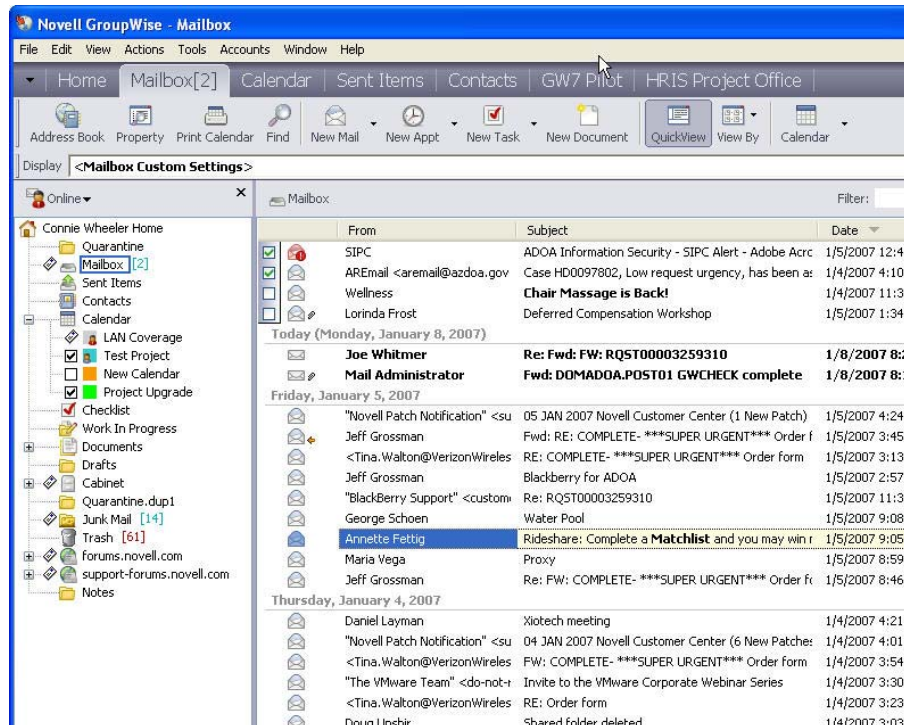 Novell GroupWise - Mailbox
File Edit View Actions Tools Accounts Window Help
Home Mailbox[2] Calendar Sent Items Contacts GW7 Pilot HRIS Project Office
Address Book Property Print Calendar Find New Mail New Appt New Task New Document QuickView View By Calendar
Display <Mailbox Custom Settings>
Online
Mailbox Filter:
Connie Wheeler Home
Quarantine
Mailbox [2]
Sent Items
Contacts
Calendar
LAN Coverage
Test Project
New Calendar
Project Upgrade
Checklist
Work In Progress
Documents
Drafts
Cabinet
Quarantine.dup1
Junk Mail [14]
Trash [61]
forums.novell.com
support-forums.novell.com
Notes
From Subject Date
SIPC ADOA Information Security - SIPC Alert - Adobe Acrc 1/5/2007 12:4
AREmail <aremail@azdoa.gov Case HD0097802, Low request urgency, has been as 1/4/2007 4:10
Wellness Chair Massage is Back! 1/4/2007 11:3
Lorinda Frost Deferred Compensation Workshop 1/5/2007 1:34
Today (Monday, January 8, 2007)
Joe Whitmer Re: Fwd: FW: RQST00003259310 1/8/2007 8:2
Mail Administrator Fwd: DOMADOA.POST01 GWCHECK complete 1/8/2007 8:
Friday, January 5, 2007
"Novell Patch Notification" <su 05 JAN 2007 Novell Customer Center (1 New Patch) 1/5/2007 4:24
Jeff Grossman Fwd: RE: COMPLETE- ***SUPER URGENT*** Order f 1/5/2007 3:45
<Tina.Walton@VerizonWireles RE: COMPLETE- ***SUPER URGENT*** Order form 1/5/2007 3:13
Jeff Grossman Blackberry for ADOA 1/5/2007 2:57
"BlackBerry Support" <custom Re: RQST00003259310 1/5/2007 11:3
George Schoen Water Pool 1/5/2007 9:08
Annette Fettig Rideshare: Complete a Matchlist and you may win 1/5/2007 9:05
Maria Vega Proxy 1/5/2007 8:59
Jeff Grossman Re: FW: COMPLETE- ***SUPER URGENT*** Order fo 1/5/2007 8:46
Thursday, January 4, 2007
Daniel Layman Xiotech meeting 1/4/2007 4:21
"Novell Patch Notification" <su 04 JAN 2007 Novell Customer Center (6 New Patches 1/4/2007 4:01
<Tina.Walton@VerizonWireles FW: COMPLETE- ***SUPER URGENT*** Order form 1/4/2007 3:54
"The VMware Team" <do-not-r Invite to the VMware Corporate Webinar Series 1/4/2007 3:30
<Tina.Walton@VerizonWireles RE: Order form 1/4/2007 3:23
Doug Upshir Shared folder deleted 1/4/2007 3:03